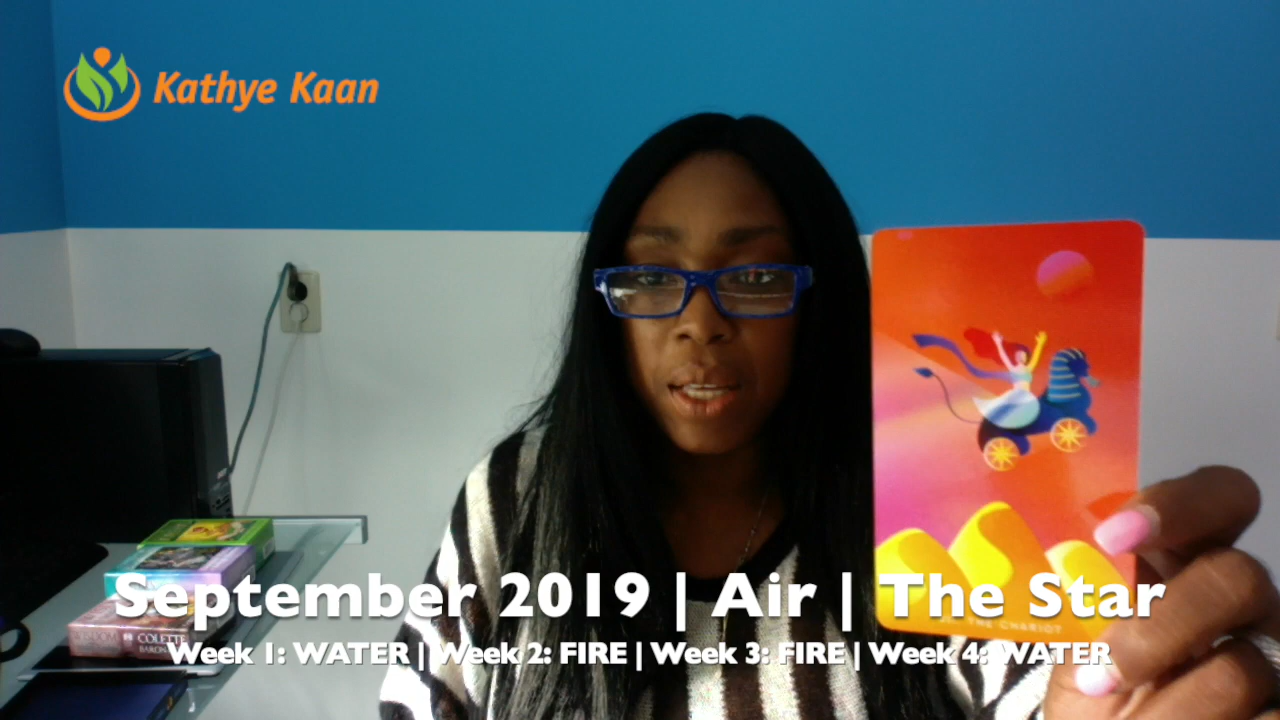 Kathye Kaan
September 2019 | Air | The Star
Week 1: WATER | Week 2: FIRE | Week 3: FIRE | Week 4: WATER
THE CHARIOT
COLETTE
BARON